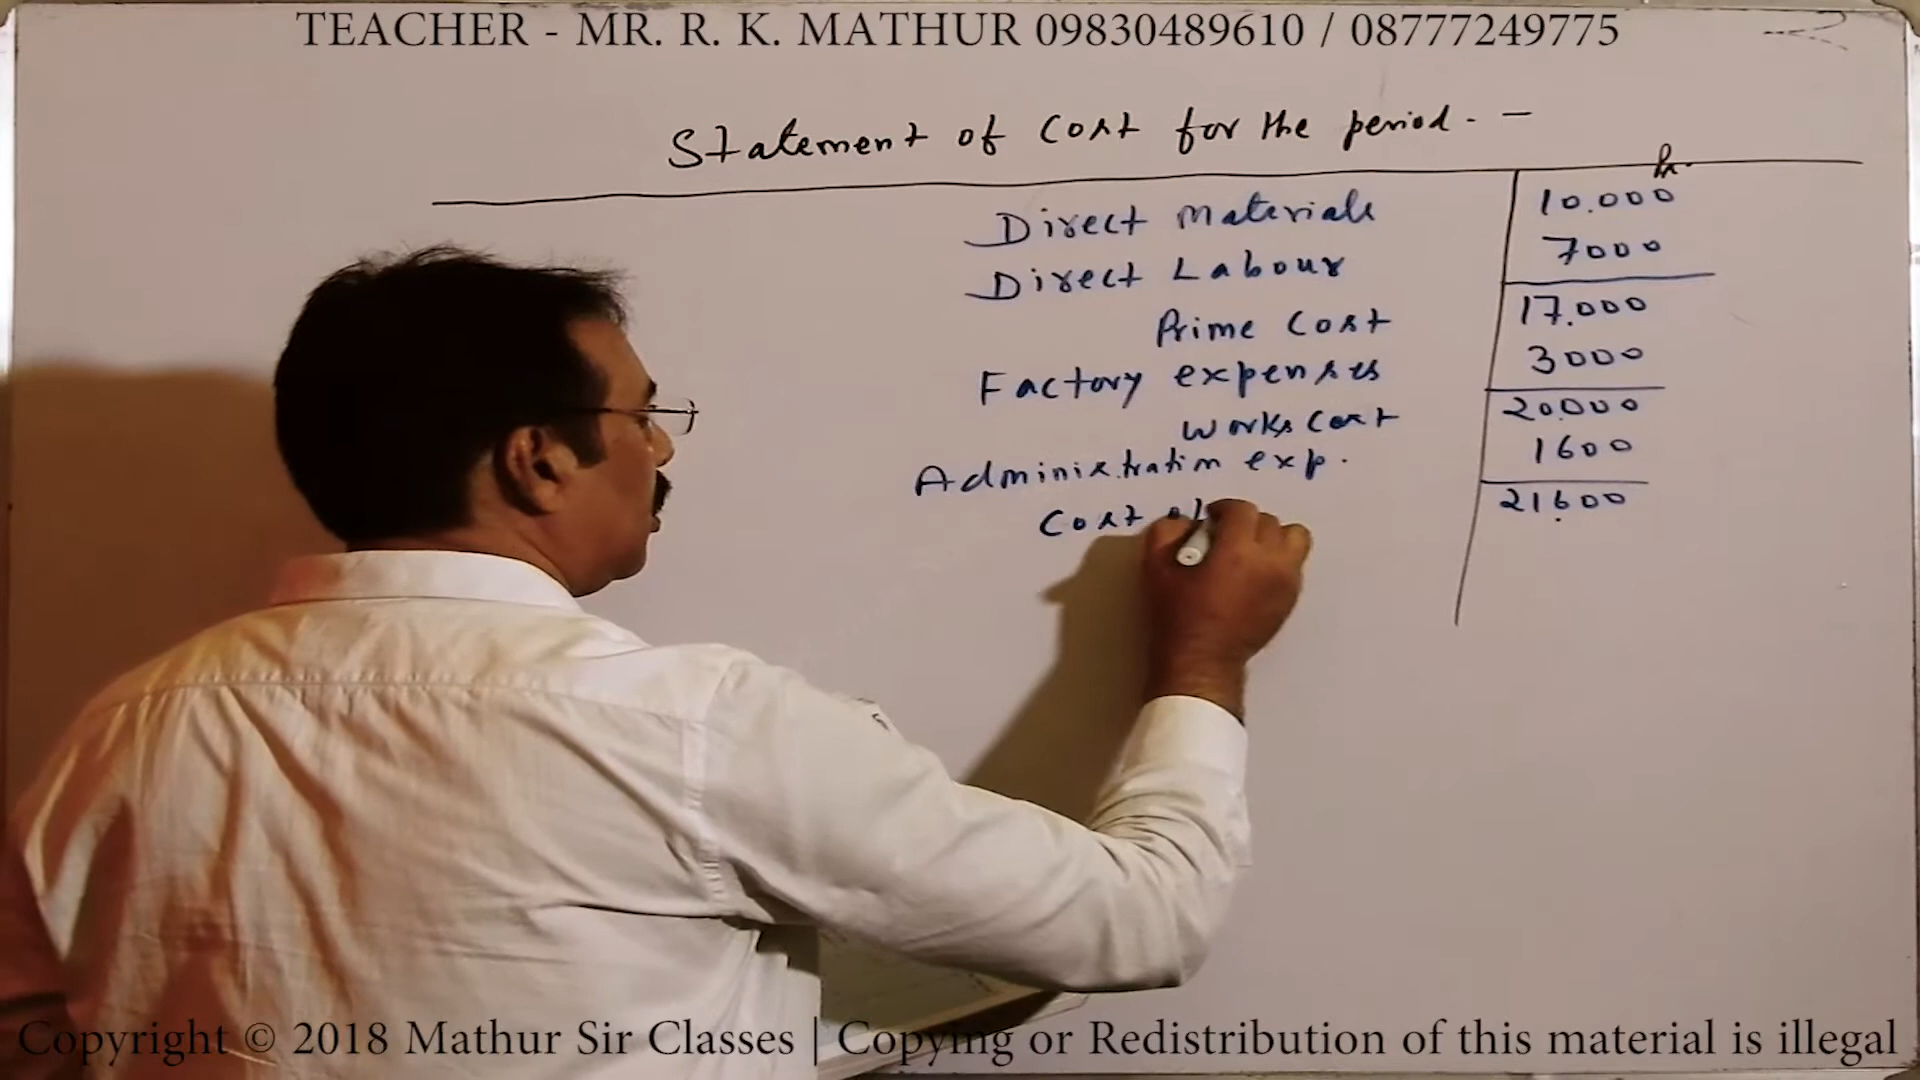 TEACHER - MR. R. K. MATHUR 09830489610 / 08777249775
Statement of Cost for the period. -
Rs.
Direct Materials 10.000
Direct Labour 7000
Prime Cost 17.000
Factory expenses 3000
Works Cost 20.000
Administration exp. 1600
Cost of 21600
Copyright © 2018 Mathur Sir Classes | Copying or Redistribution of this material is illegal